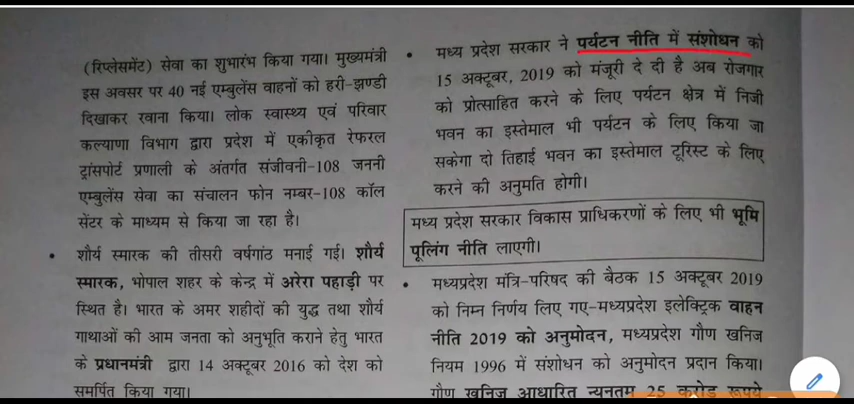 (रिप्लेसमेंट) सेवा का शुभारंभ किया गया। मुख्यमंत्री
इस अवसर पर 40 नई एम्बुलेंस वाहनों को हरी-झण्डी
दिखाकर रवाना किया। लोक स्वास्थ्य एवं परिवार
कल्याणा विभाग द्वारा प्रदेश में एकीकृत रेफरल
ट्रांसपोर्ट प्रणाली के अंतर्गत संजीवनी-108 जननी
एम्बुलेंस सेवा का संचालन फोन नम्बर-108 कॉल
सेंटर के माध्यम से किया जा रहा है।
• शौर्य स्मारक की तीसरी वर्षगांठ मनाई गई। शौर्य
स्मारक, भोपाल शहर के केन्द्र में अरेरा पहाड़ी पर
स्थित है। भारत के अमर शहीदों की युद्ध तथा शौर्य
गाथाओं की आम जनता को अनुभूति कराने हेतु भारत
के प्रधानमंत्री द्वारा 14 अक्टूबर 2016 को देश को
समर्पित किया गया।
• मध्य प्रदेश सरकार ने पर्यटन नीति में संशोधन को
15 अक्टूबर, 2019 को मंजूरी दे दी है अब रोजगार
को प्रोत्साहित करने के लिए पर्यटन क्षेत्र में निजी
भवन का इस्तेमाल भी पर्यटन के लिए किया जा
सकेगा दो तिहाई भवन का इस्तेमाल टूरिस्ट के लिए
करने की अनुमति होगी।
मध्य प्रदेश सरकार विकास प्राधिकरणों के लिए भी भूमि
पूलिंग नीति लाएगी।
• मध्यप्रदेश मंत्रि-परिषद की बैठक 15 अक्टूबर 2019
को निम्न निर्णय लिए गए-मध्यप्रदेश इलेक्ट्रिक वाहन
नीति 2019 को अनुमोदन, मध्यप्रदेश गौण खनिज
नियम 1996 में संशोधन को अनुमोदन प्रदान किया।
गौण खनिज आधारित न्यूनतम 25 करोड़ रूपये